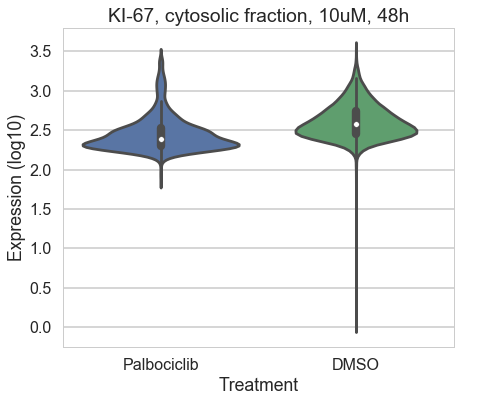 KI-67, cytosolic fraction, 10uM, 48h
Expression (log10)
3.5
3.0
2.5
2.0
1.5
1.0
0.5
0.0
Palbociclib
DMSO
Treatment